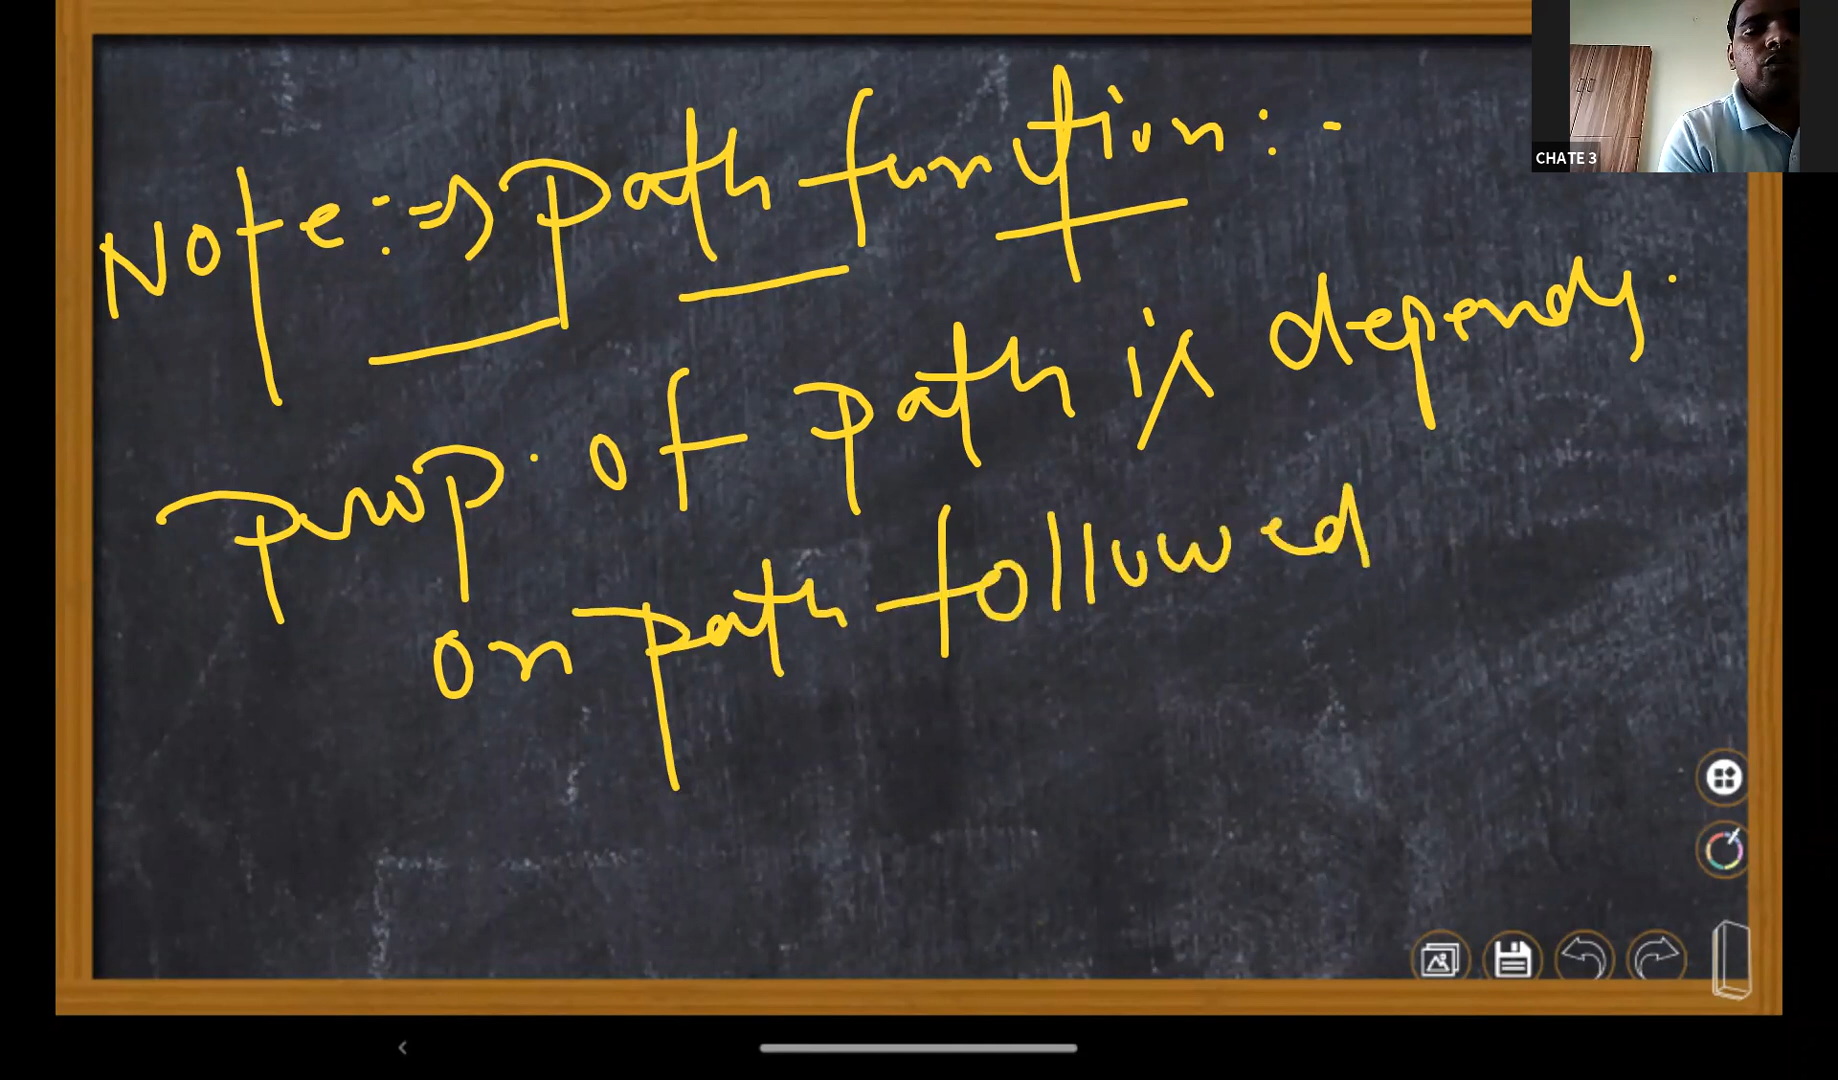 CHATE 3
Note :⇒ path function :-
prop. of path is depends.
on path followed